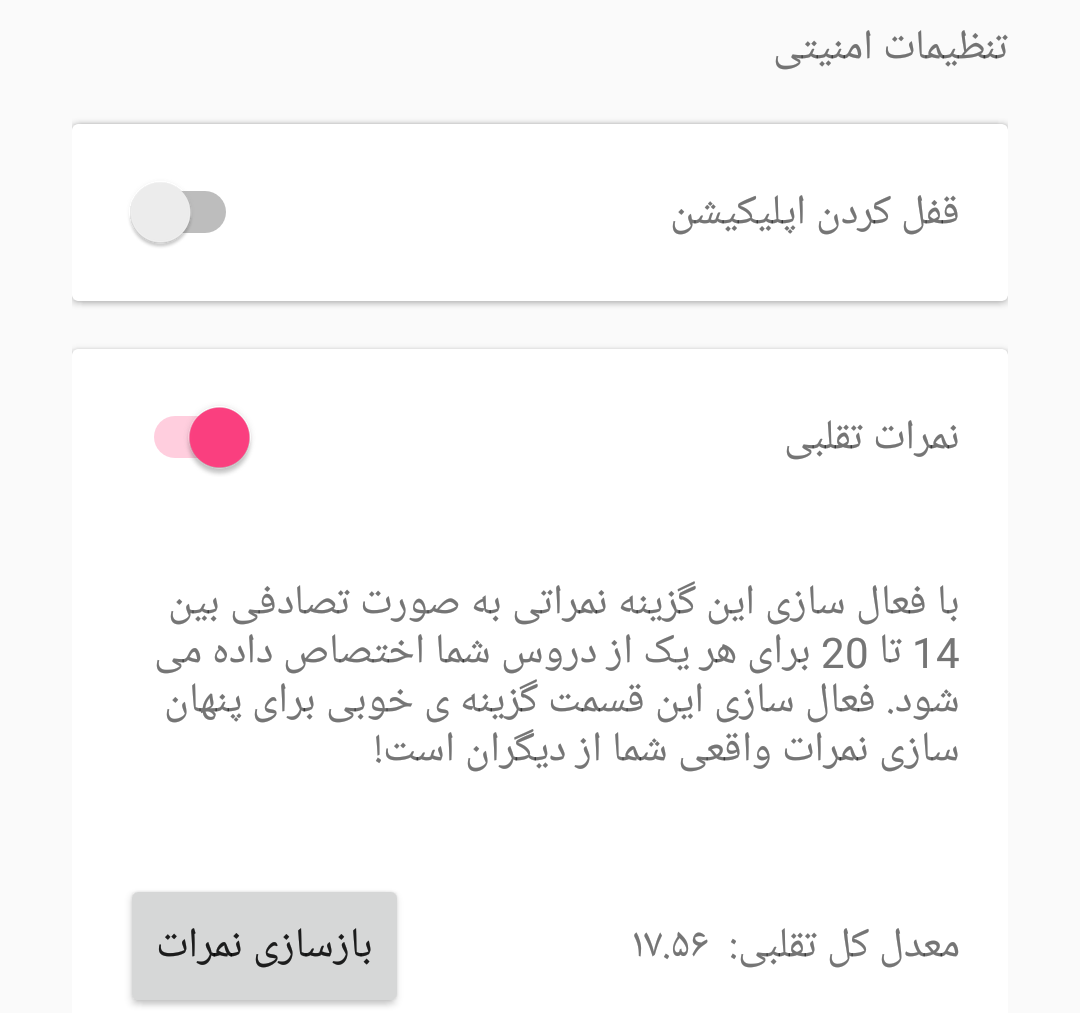 تنظیمات امنیتی
قفل کردن اپلیکیشن
نمرات تقلبی
با فعال سازی این گزینه نمراتی به صورت تصادفی بین
14 تا 20 برای هر یک از دروس شما اختصاص داده می
شود. فعال سازی این قسمت گزینه ی خوبی برای پنهان
سازی نمرات واقعی شما از دیگران است!
معدل کل تقلبی: ۱۷.۵۶
بازسازی نمرات